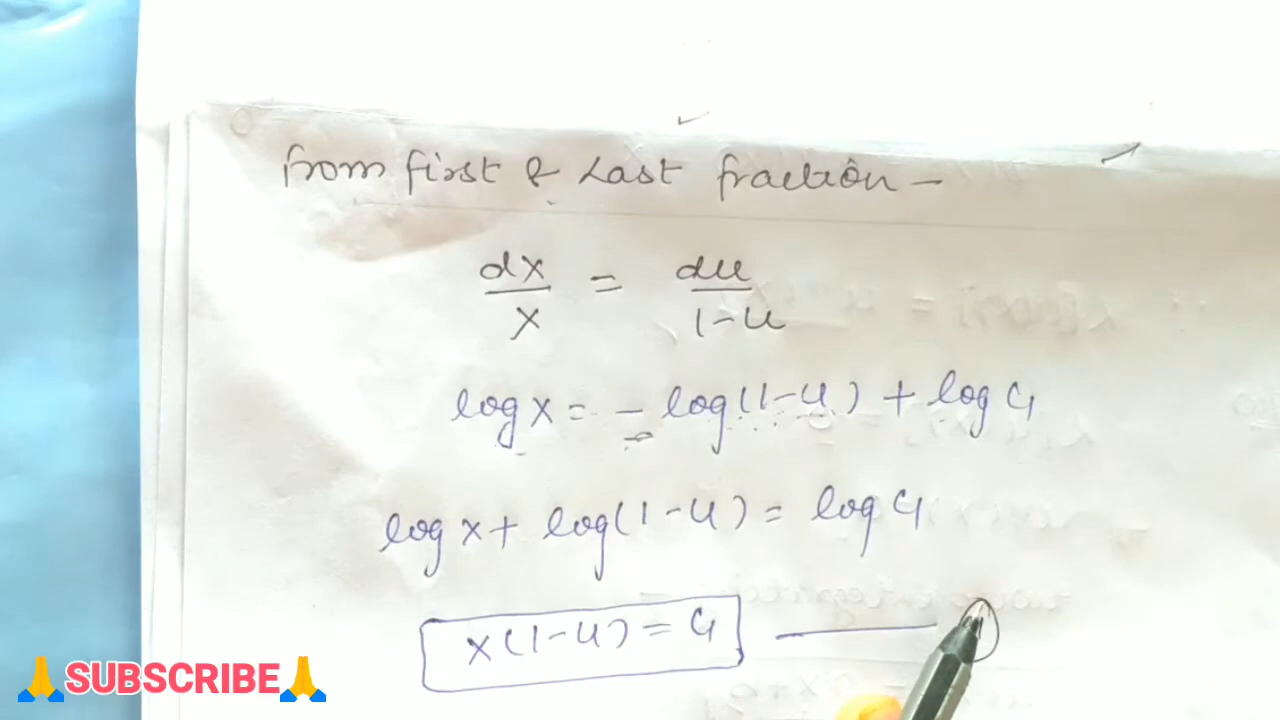 from first & Last fraction –
dx/x = du/1-u
log x = - log(1-u) + log C₁
log x + log(1-u) = log C₁
x(1-u) = C₁
🙏SUBSCRIBE🙏